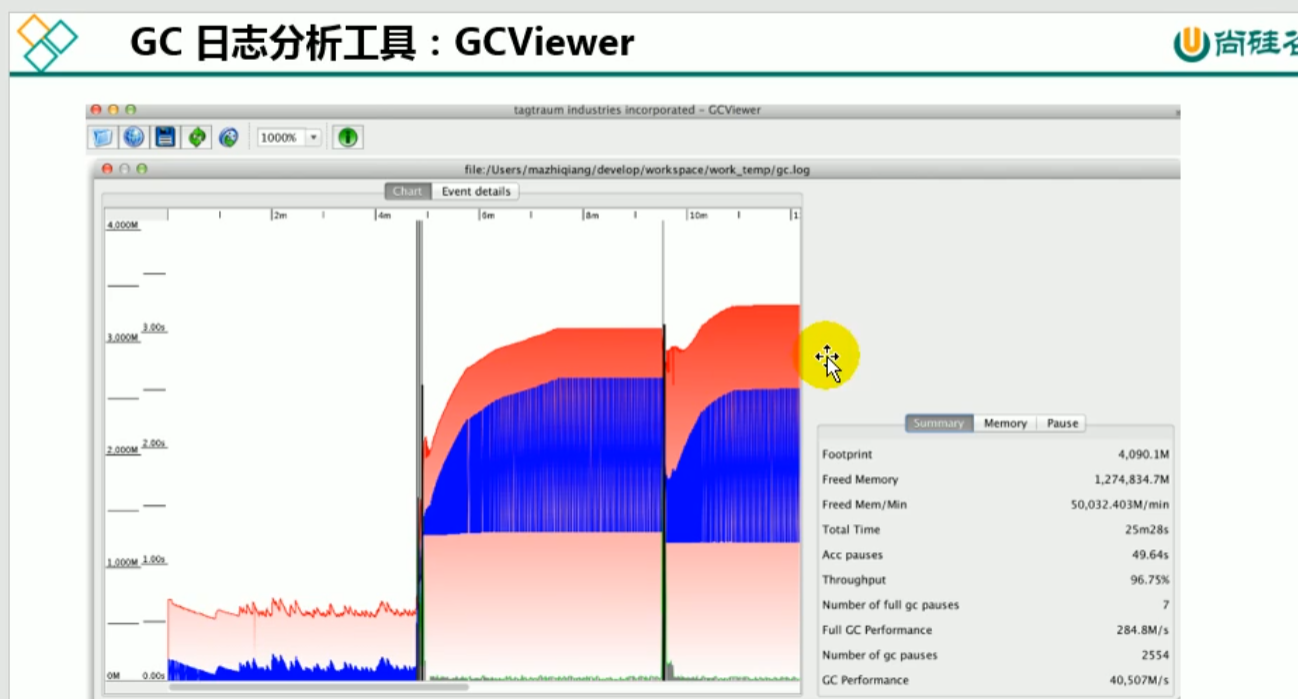 GC 日志分析工具：GCViewer
尚硅谷
tagtraum industries incorporated - GCViewer
1000%
file:/Users/mazhiqiang/develop/workspace/work_temp/gc.log
Chart Event details
2m 4m 6m 8m 10m
4,000M
3.00s
3,000M
2.00s
2,000M
1.00s
1,000M
0M 0.00s
Summary Memory Pause
Footprint 4,090.1M
Freed Memory 1,274,834.7M
Freed Mem/Min 50,032.403M/min
Total Time 25m28s
Acc pauses 49.64s
Throughput 96.75%
Number of full gc pauses 7
Full GC Performance 284.8M/s
Number of gc pauses 2554
GC Performance 40,507M/s